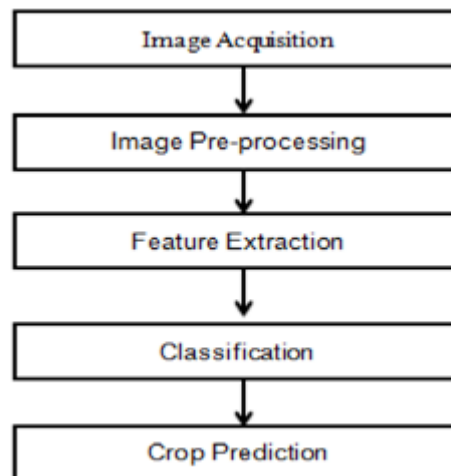 Image Acquisition
Image Pre-processing
Feature Extraction
Classification
Crop Prediction